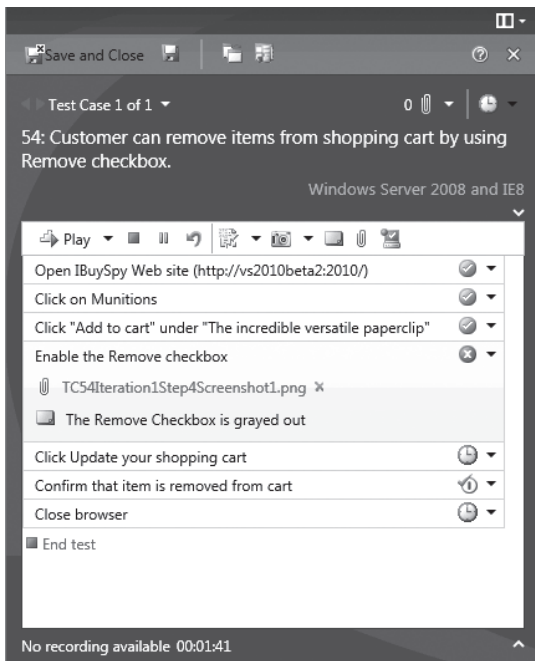 Save and Close
Test Case 1 of 1
0
54: Customer can remove items from shopping cart by using
Remove checkbox.
Windows Server 2008 and IE8
Play
Open IBuySpy Web site (http://vs2010beta2:2010/)
Click on Munitions
Click "Add to cart" under "The incredible versatile paperclip"
Enable the Remove checkbox
TC54Iteration1Step4Screenshot1.png
The Remove Checkbox is grayed out
Click Update your shopping cart
Confirm that item is removed from cart
Close browser
End test
No recording available 00:01:41